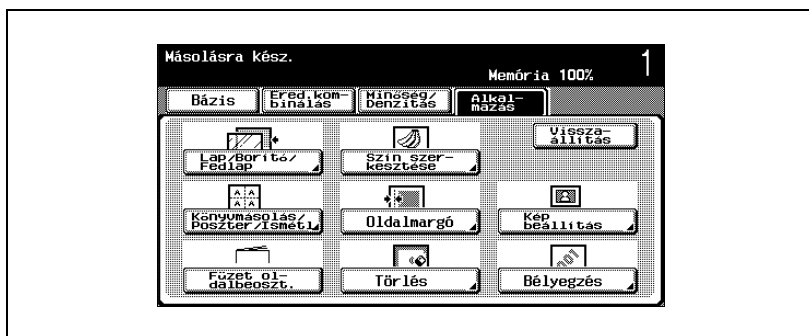 Másolásra kész.
Memória 100%
1
Bázis
Ered.kom-
binálás
Minőség/
Denzitás
Alkal-
mazás
Lap/Borító/
Fedlap
Szín szer-
kesztése
Vissza-
állítás
Könyvmásolás/
Poszter/Ismétl.
Oldalmargó
Kép
beállítás
Füzet ol-
dalbeoszt.
Törlés
Bélyegzés